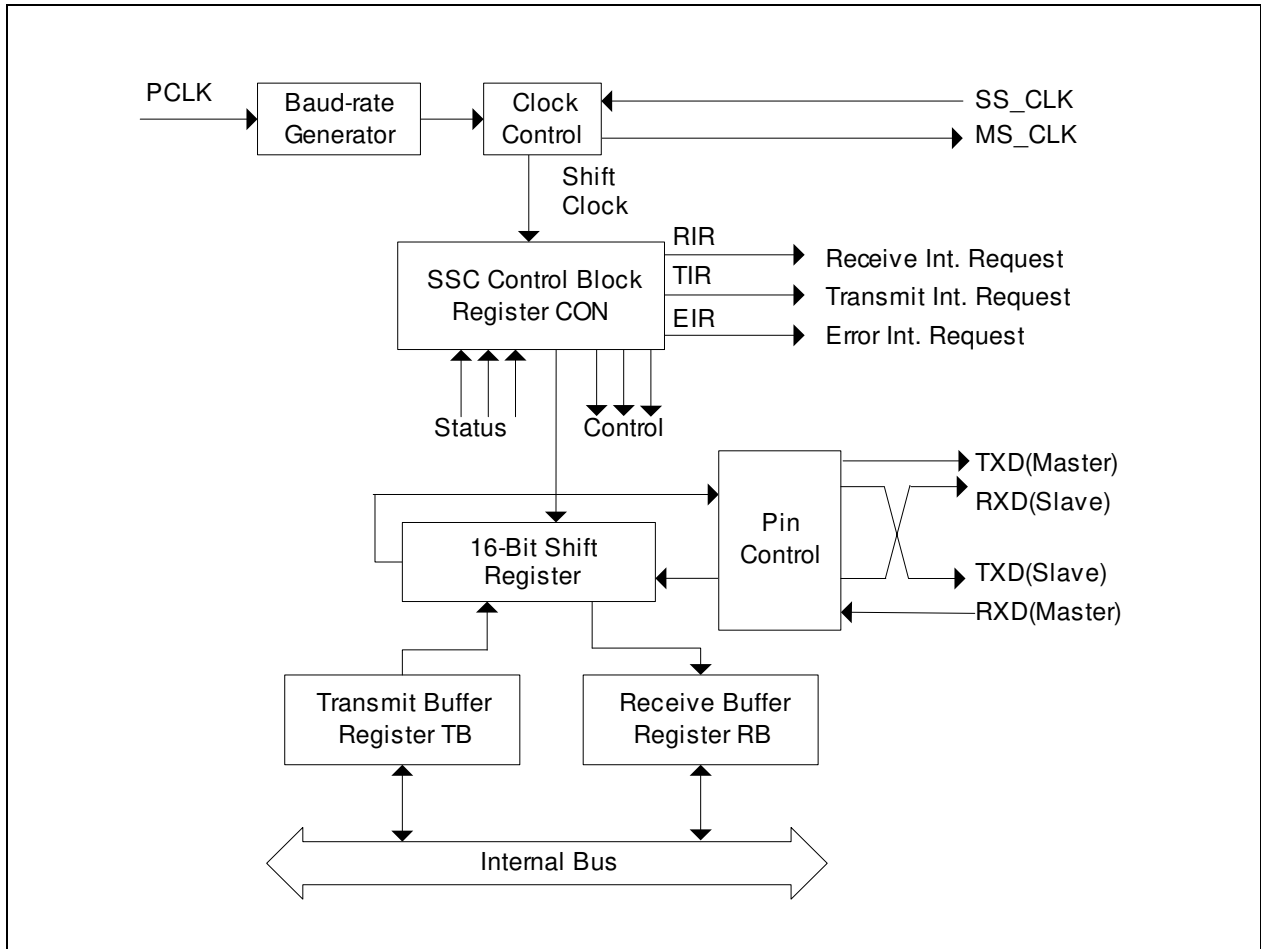 PCLK
Baud-rate
Generator
Clock
Control
SS_CLK
MS_CLK
Shift
Clock
SSC Control Block
Register CON
RIR
TIR
EIR
Receive Int. Request
Transmit Int. Request
Error Int. Request
Status
Control
16-Bit Shift
Register
Pin
Control
TXD(Master)
RXD(Slave)
TXD(Slave)
RXD(Master)
Transmit Buffer
Register TB
Receive Buffer
Register RB
Internal Bus